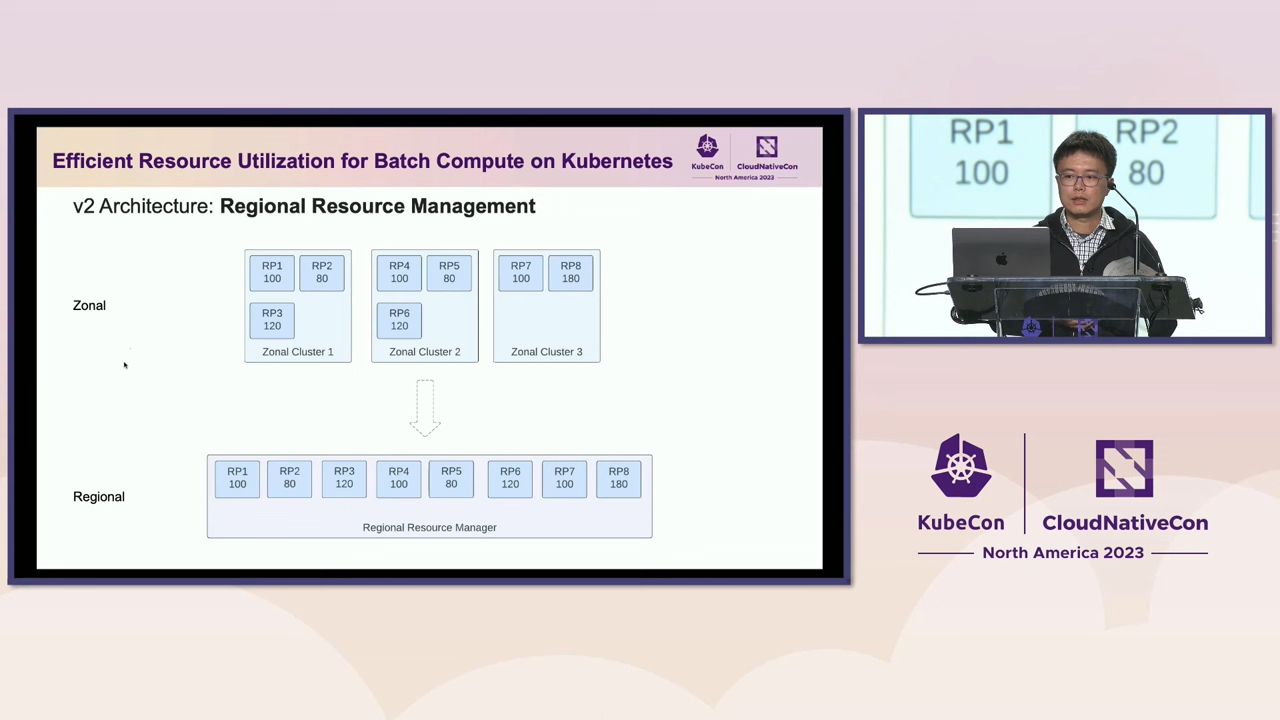 Efficient Resource Utilization for Batch Compute on Kubernetes
KubeCon
CloudNativeCon
North America 2023
v2 Architecture: Regional Resource Management
Zonal
RP1
100
RP2
80
RP3
120
Zonal Cluster 1
RP4
100
RP5
80
RP6
120
Zonal Cluster 2
RP7
100
RP8
180
Zonal Cluster 3
Regional
RP1
100
RP2
80
RP3
120
RP4
100
RP5
80
RP6
120
RP7
100
RP8
180
Regional Resource Manager
RP1
100
RP2
80
KubeCon
CloudNativeCon
North America 2023